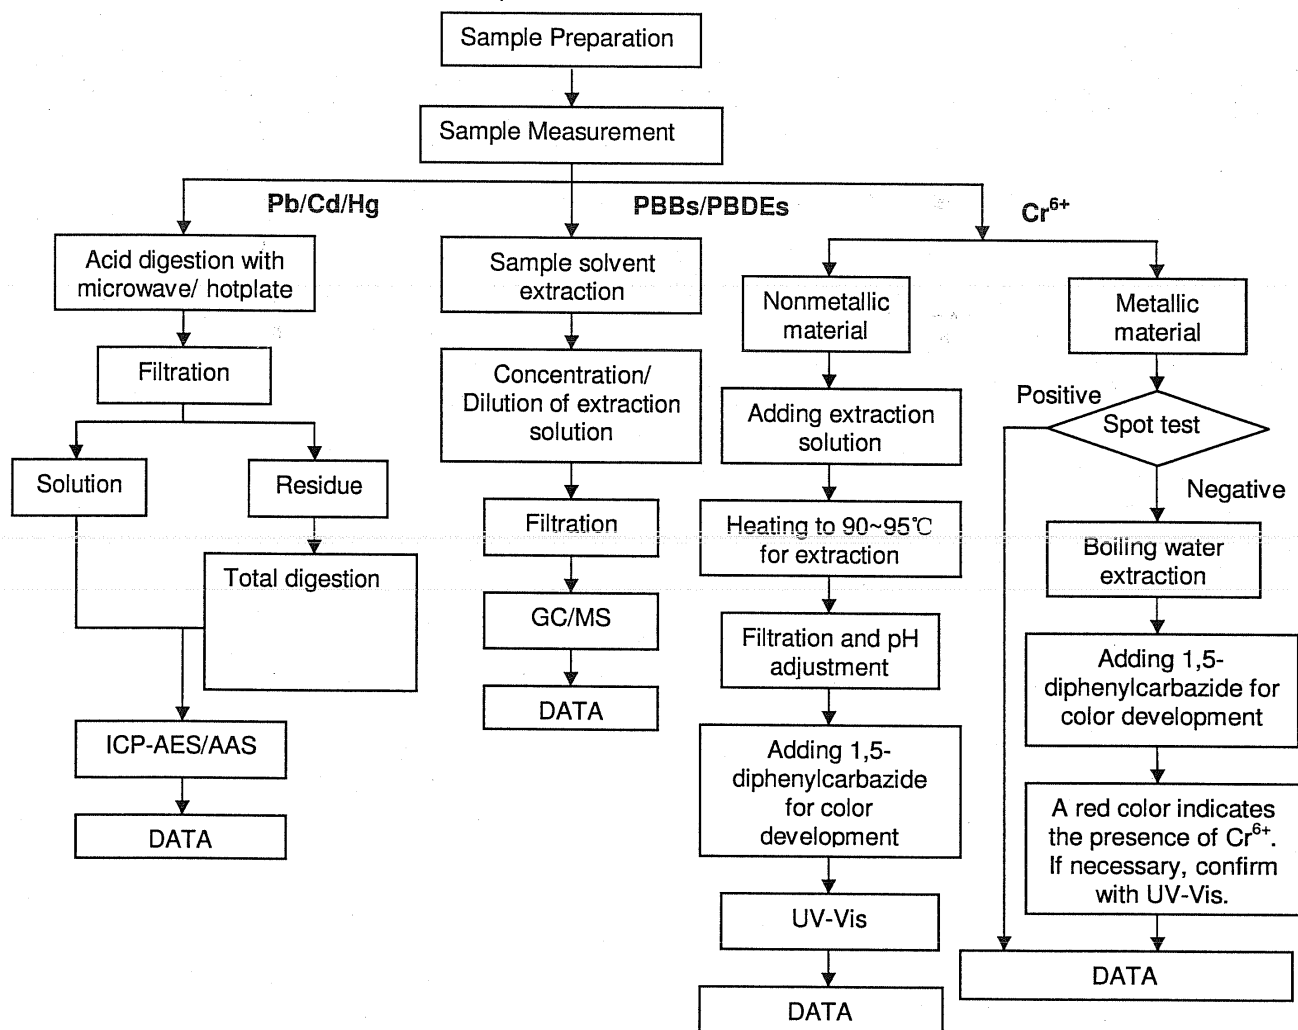 Sample Preparation
Sample Measurement
Pb/Cd/Hg
PBBs/PBDEs
Cr⁶⁺
Acid digestion with
microwave/ hotplate
Filtration
Solution
Residue
Total digestion
ICP-AES/AAS
DATA
Sample solvent
extraction
Concentration/
Dilution of extraction
solution
Filtration
GC/MS
DATA
Nonmetallic
material
Adding extraction
solution
Heating to 90~95℃
for extraction
Filtration and pH
adjustment
Adding 1,5-
diphenylcarbazide
for color
development
UV-Vis
DATA
Metallic
material
Positive
Spot test
Negative
Boiling water
extraction
Adding 1,5-
diphenylcarbazide for
color development
A red color indicates
the presence of Cr⁶⁺.
If necessary, confirm
with UV-Vis.
DATA